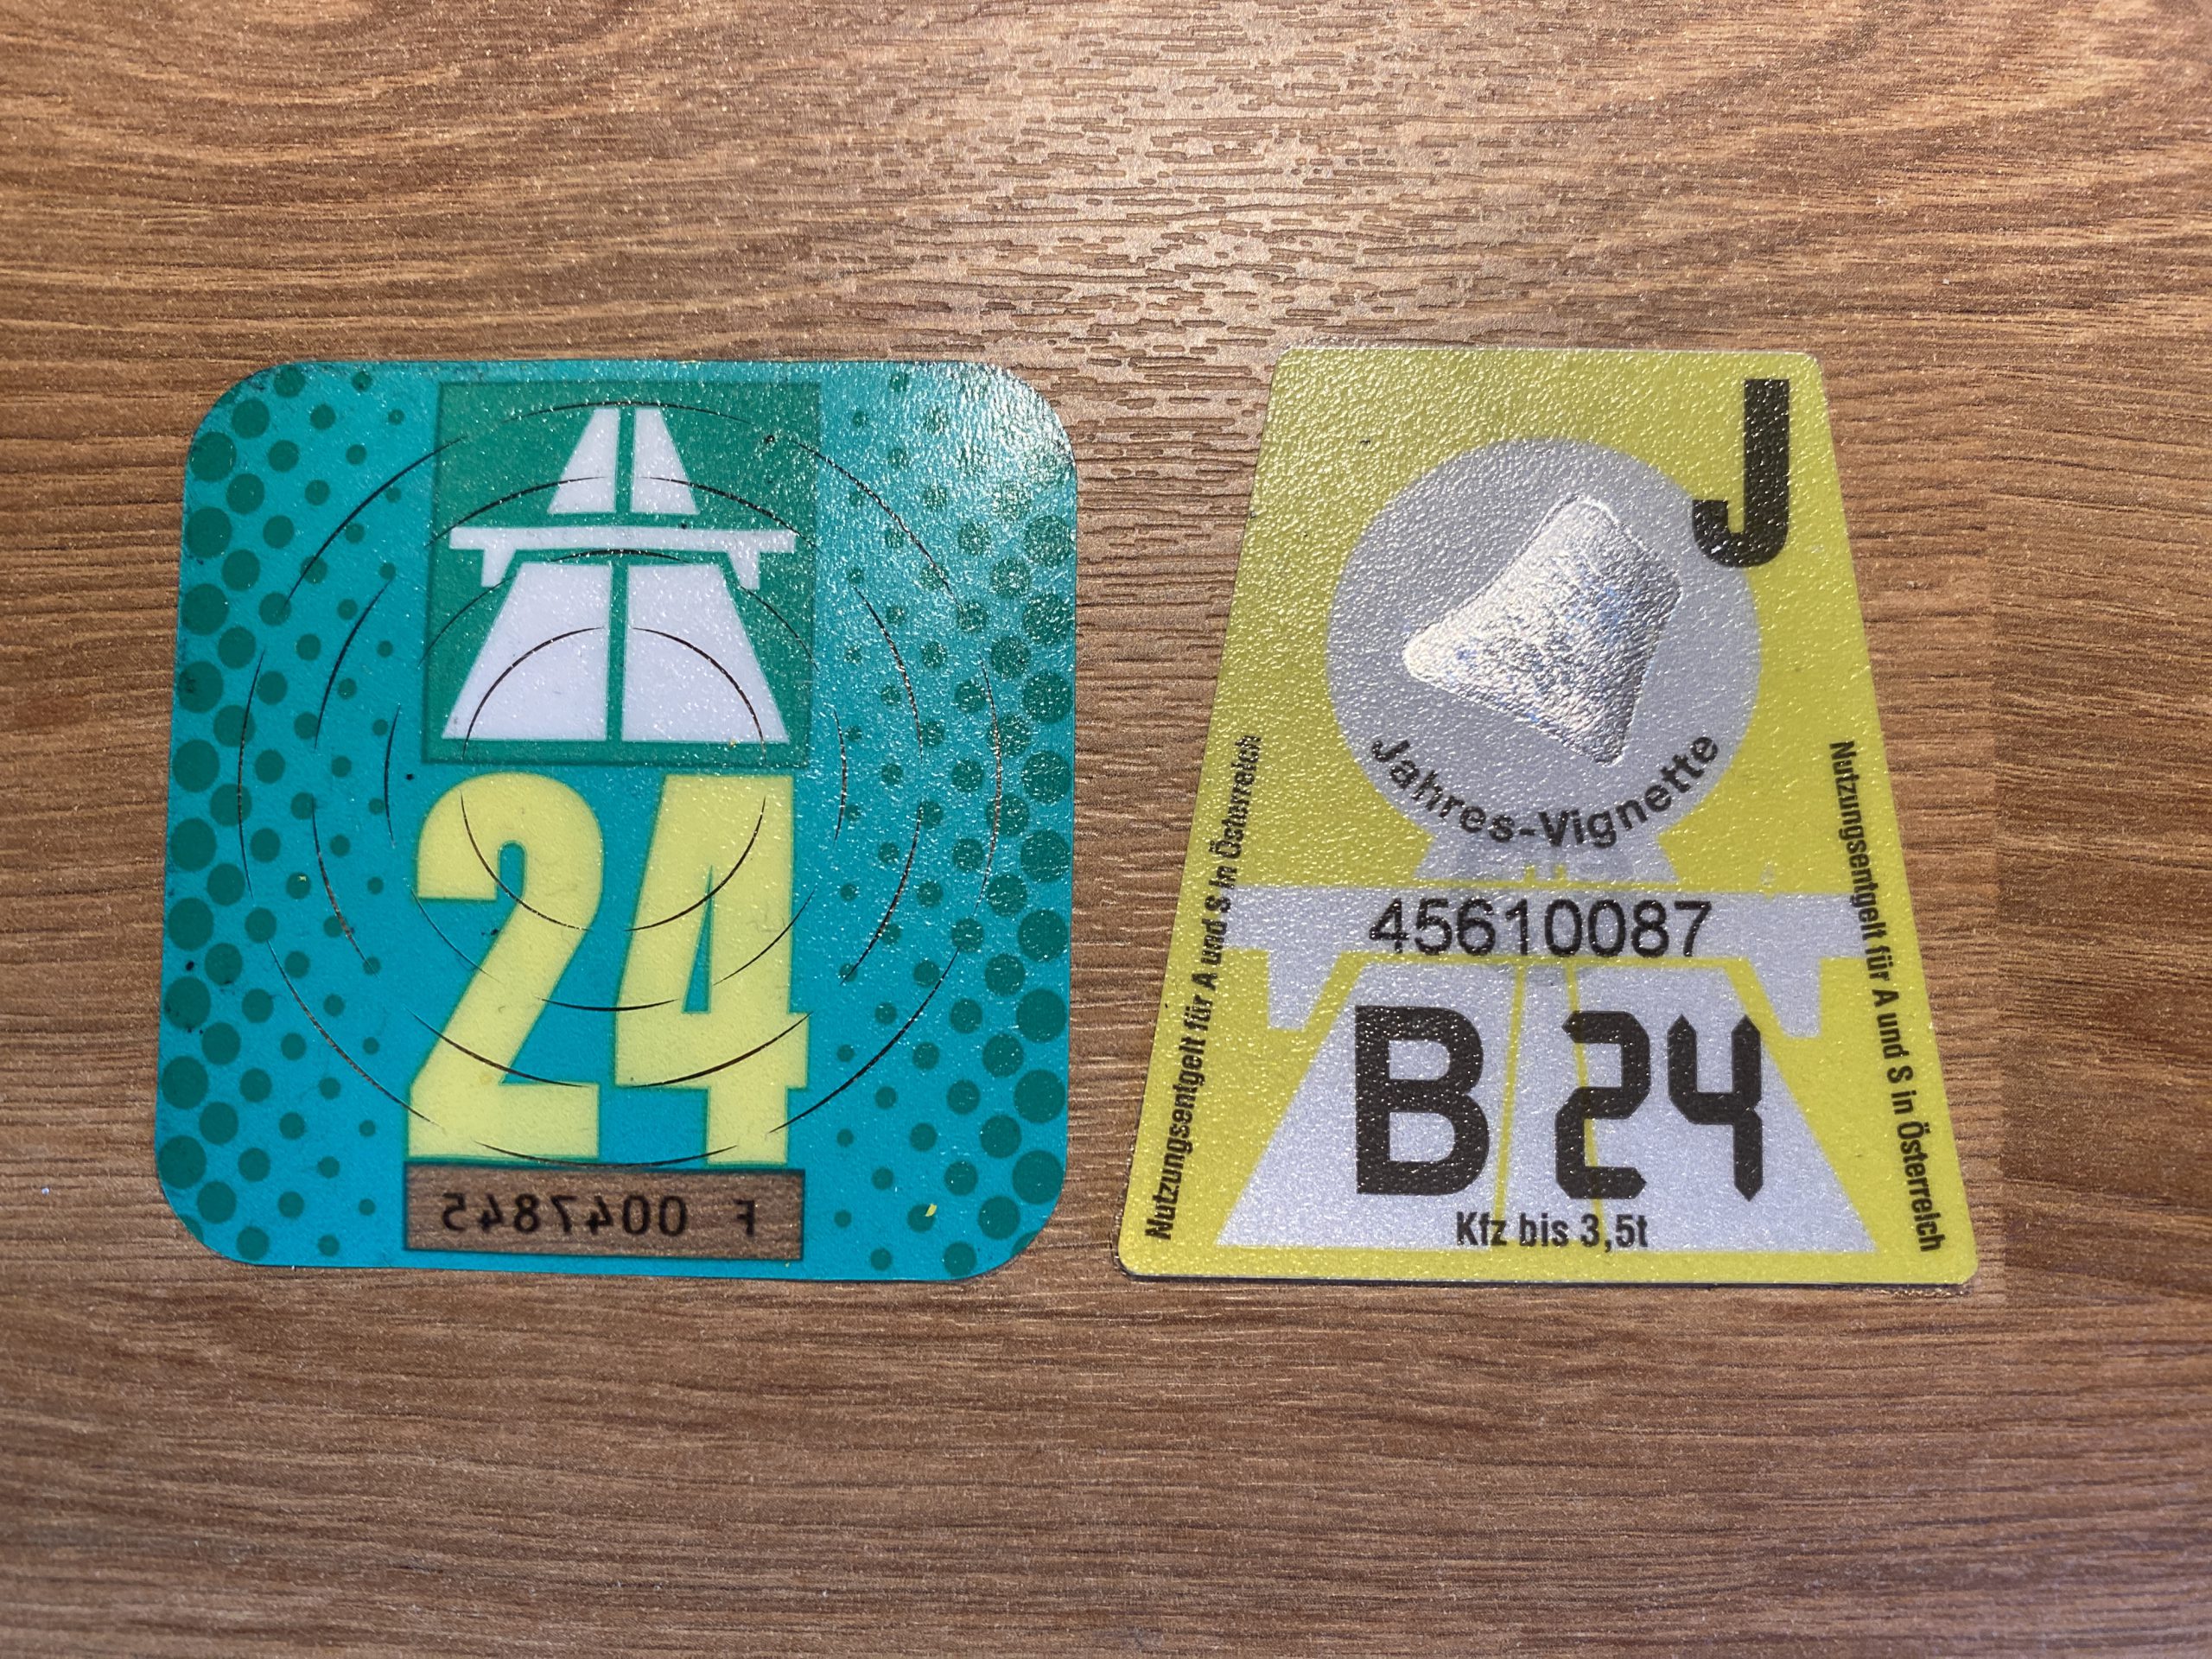 24
F 0047845
J
Jahres-Vignette
Nutzungsentgelt für A und S in Österreich
Nutzungsentgelt für A und S in Österreich
45610087
B 24
Kfz bis 3,5t